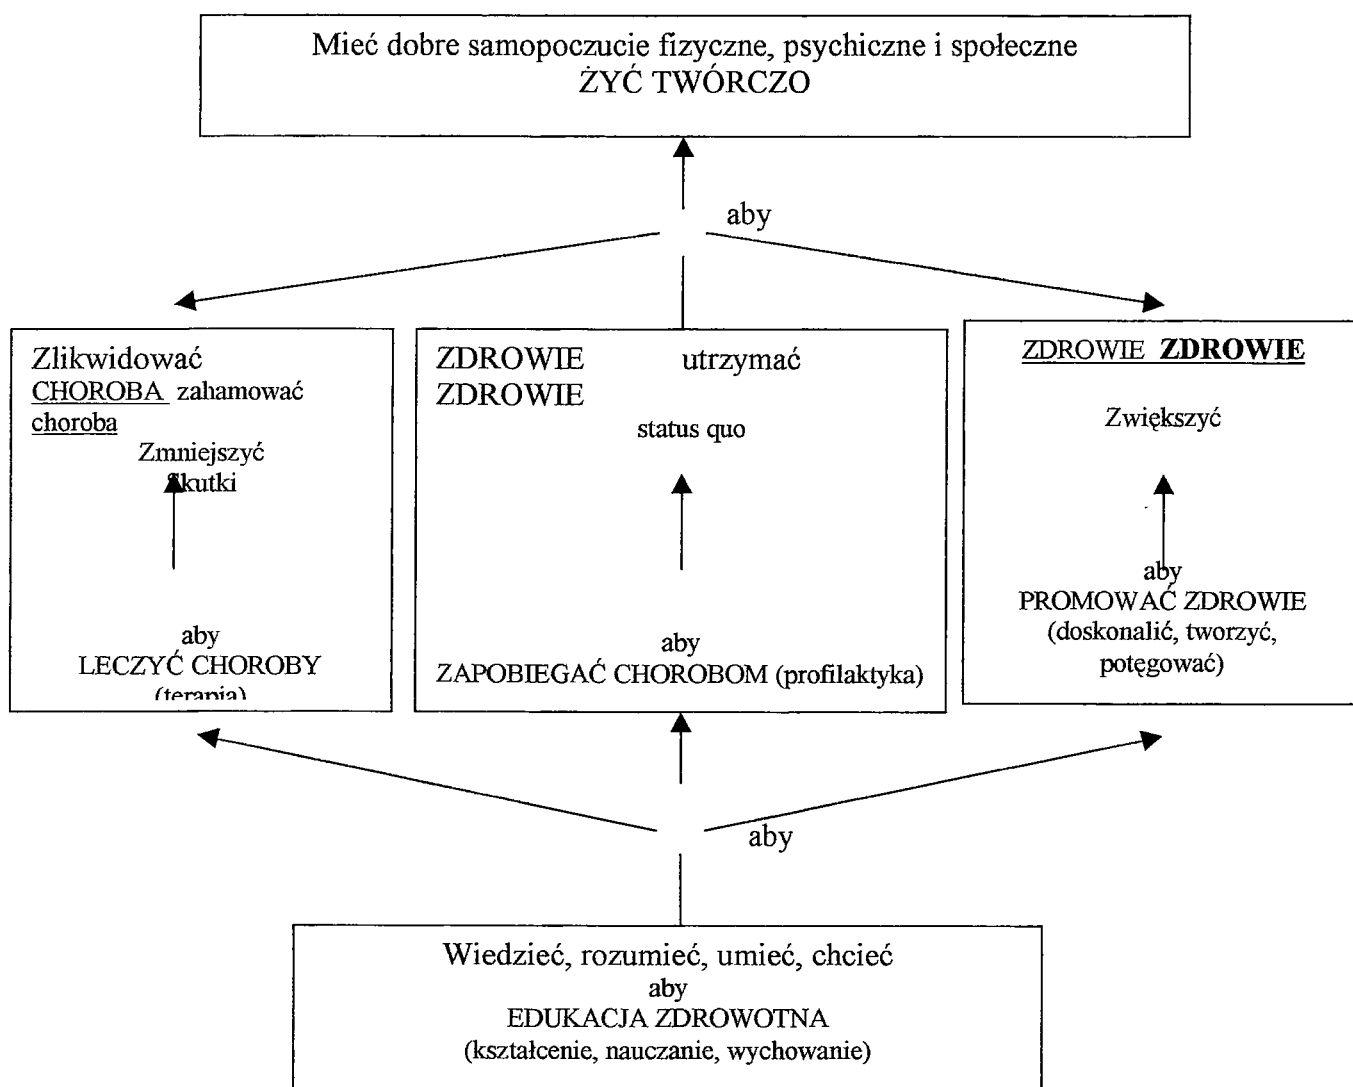 Mieć dobre samopoczucie fizyczne, psychiczne i społeczne
ŻYĆ TWÓRCZO
aby
Zlikwidować
CHOROBA zahamować
choroba
Zmniejszyć
Skutki
aby
LECZYĆ CHOROBY
(terapia)
ZDROWIE utrzymać
ZDROWIE
status quo
aby
ZAPOBIEGAĆ CHOROBOM (profilaktyka)
ZDROWIE ZDROWIE
Zwiększyć
aby
PROMOWAĆ ZDROWIE
(doskonalić, tworzyć,
potęgować)
aby
Wiedzieć, rozumieć, umieć, chcieć
aby
EDUKACJA ZDROWOTNA
(kształcenie, nauczanie, wychowanie)